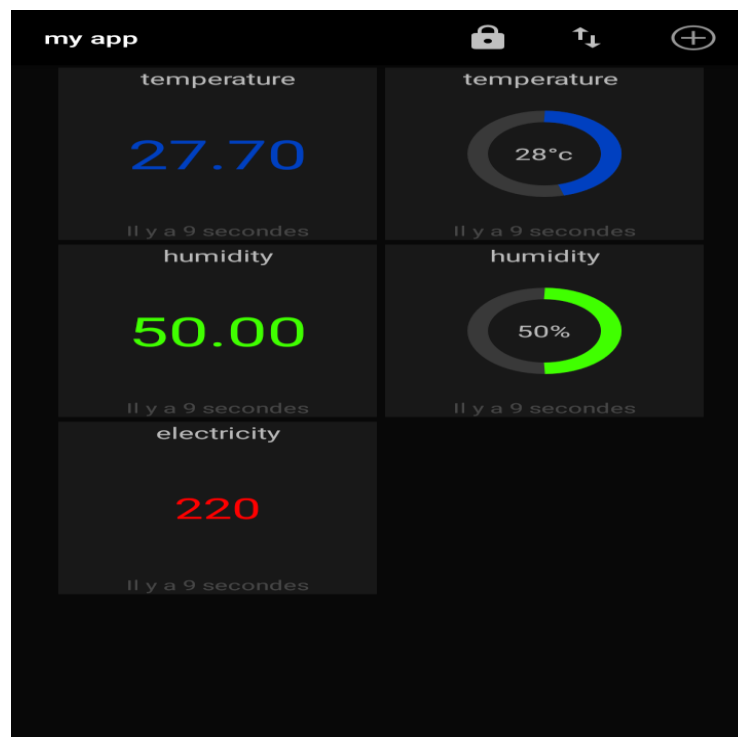 my app
temperature
27.70
Il y a 9 secondes
temperature
28°c
Il y a 9 secondes
humidity
50.00
Il y a 9 secondes
humidity
50%
Il y a 9 secondes
electricity
220
Il y a 9 secondes